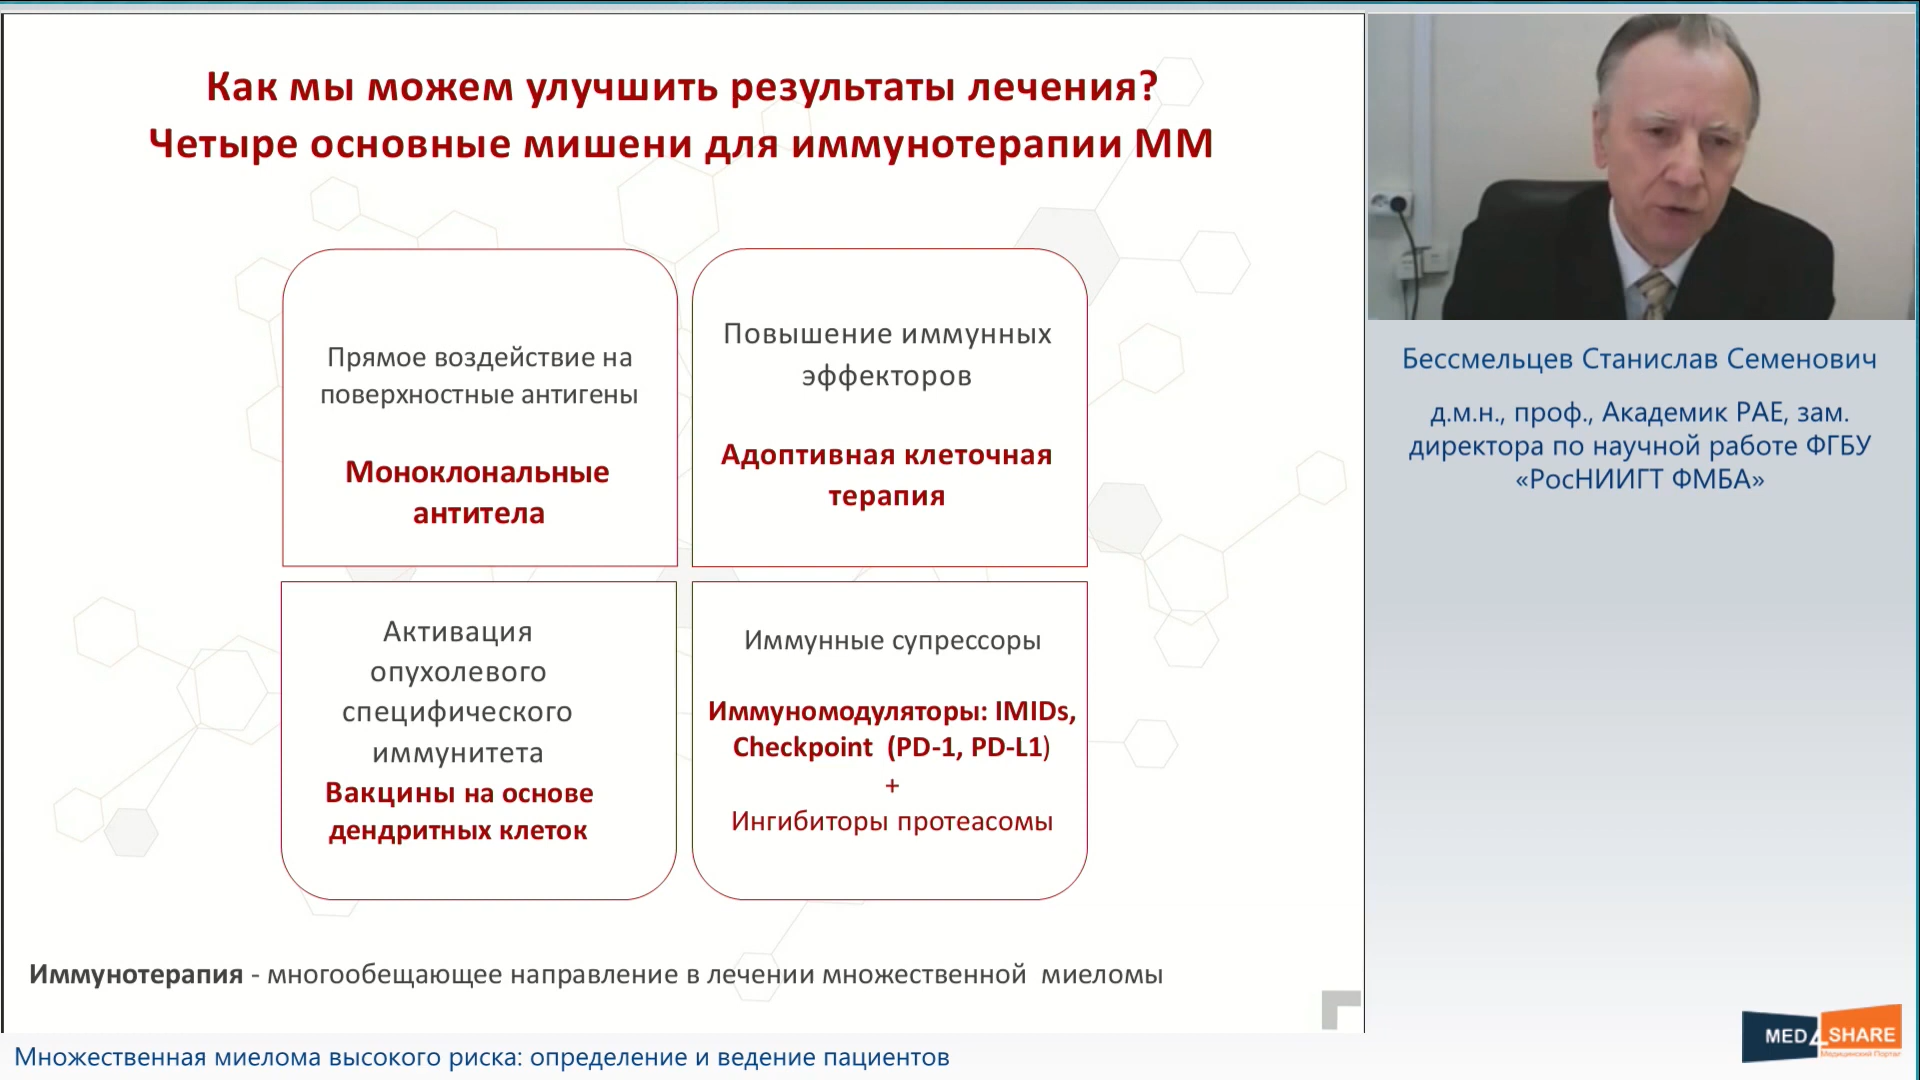 Как мы можем улучшить результаты лечения?
Четыре основные мишени для иммунотерапии ММ
Прямое воздействие на
поверхностные антигены
Моноклональные
антитела
Повышение иммунных
эффекторов
Адоптивная клеточная
терапия
Активация
опухолевого
специфического
иммунитета
Вакцины на основе
дендритных клеток
Иммунные супрессоры
Иммуномодуляторы: IMIDs,
Checkpoint (PD-1, PD-L1)
+
Ингибиторы протеасомы
Иммунотерапия - многообещающее направление в лечении множественной миеломы
Бессмельцев Станислав Семенович
д.м.н., проф., Академик РАЕ, зам.
директора по научной работе ФГБУ
«РосНИИГТ ФМБА»
MED4SHARE
Медицинский Портал
Множественная миелома высокого риска: определение и ведение пациентов